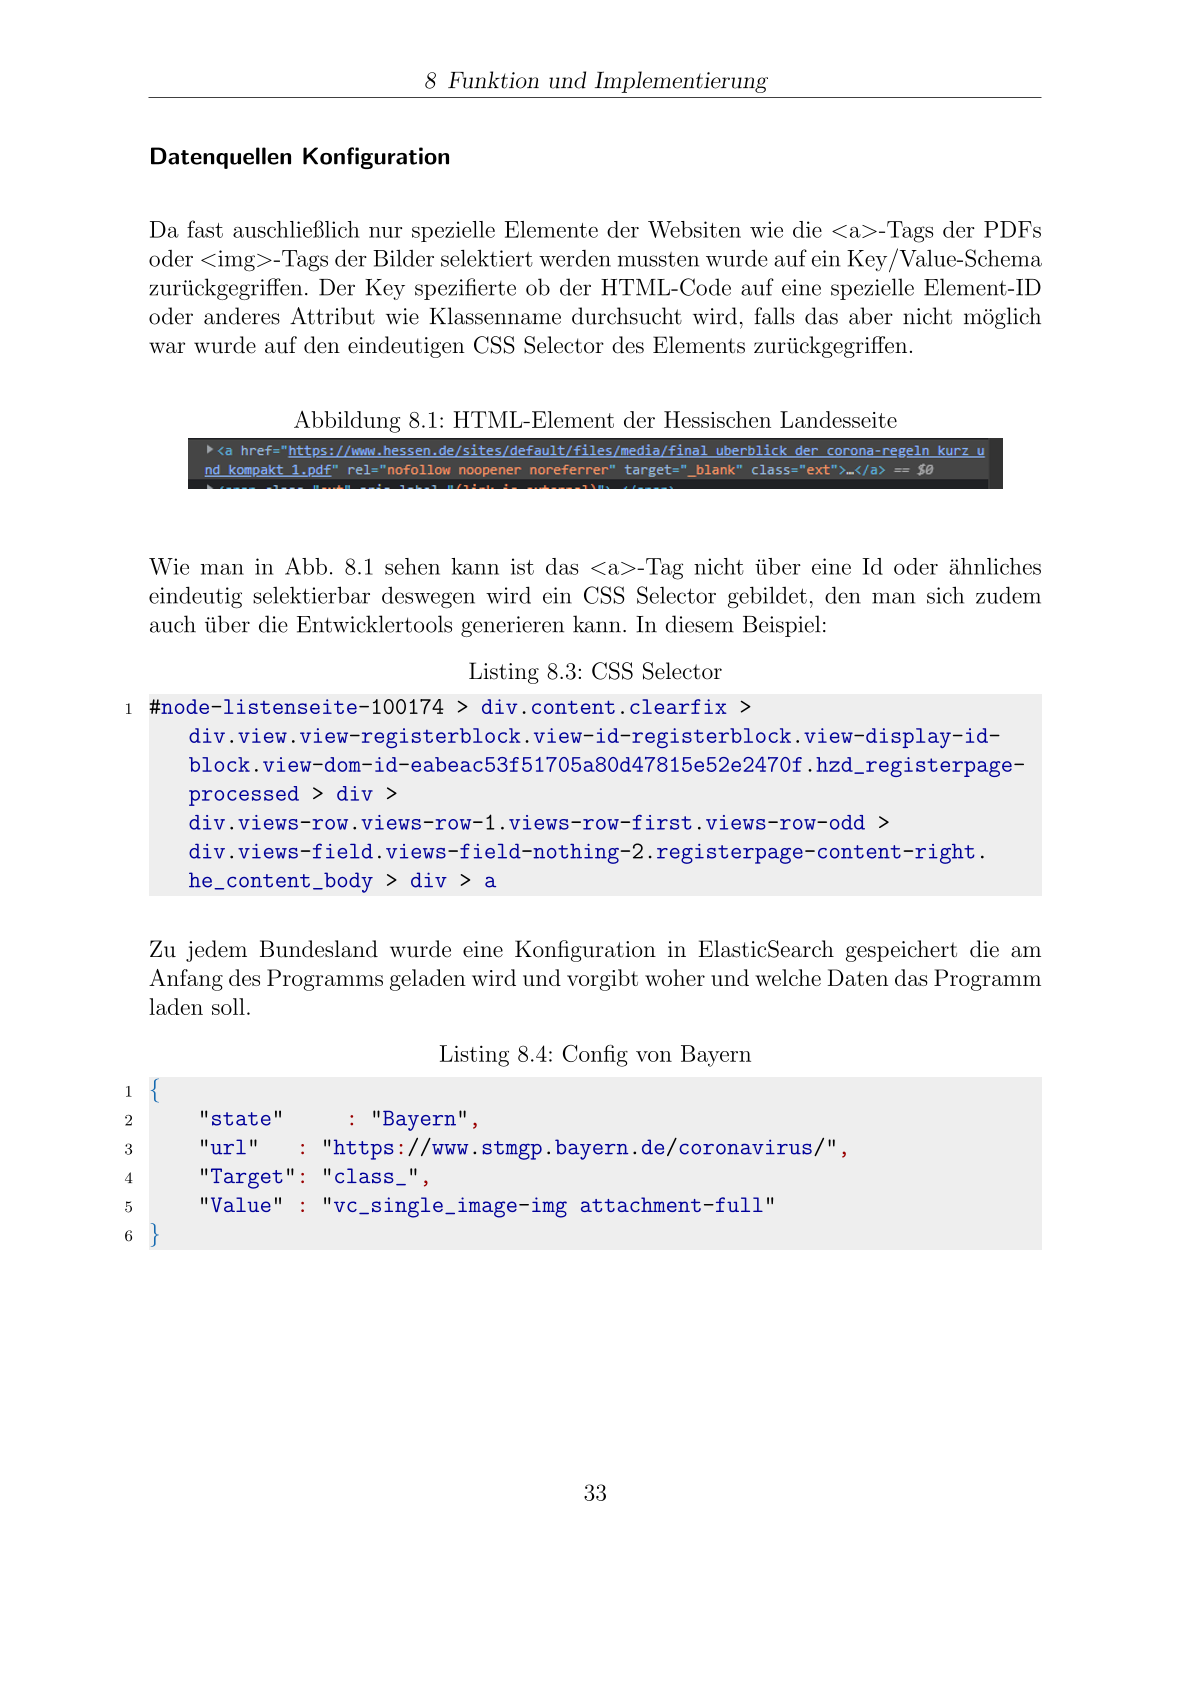 8 Funktion und Implementierung
Datenquellen Konfiguration
Da fast auschließlich nur spezielle Elemente der Websiten wie die <a>-Tags der PDFs
oder <img>-Tags der Bilder selektiert werden mussten wurde auf ein Key/Value-Schema
zurückgegriffen. Der Key spezifierte ob der HTML-Code auf eine spezielle Element-ID
oder anderes Attribut wie Klassenname durchsucht wird, falls das aber nicht möglich
war wurde auf den eindeutigen CSS Selector des Elements zurückgegriffen.
Abbildung 8.1: HTML-Element der Hessischen Landesseite
<a href="https://www.hessen.de/sites/default/files/media/final_uberblick_der_corona-regeln_kurz_u
nd_kompakt_1.pdf" rel="nofollow noopener noreferrer" target="_blank" class="ext">…</a> == $0
Wie man in Abb. 8.1 sehen kann ist das <a>-Tag nicht über eine Id oder ähnliches
eindeutig selektierbar deswegen wird ein CSS Selector gebildet, den man sich zudem
auch über die Entwicklertools generieren kann. In diesem Beispiel:
Listing 8.3: CSS Selector
1 #node-listenseite-100174 > div.content.clearfix >
div.view.view-registerblock.view-id-registerblock.view-display-id-
block.view-dom-id-eabeac53f51705a80d47815e52e2470f.hzd_registerpage-
processed > div >
div.views-row.views-row-1.views-row-first.views-row-odd >
div.views-field.views-field-nothing-2.registerpage-content-right.
he_content_body > div > a
Zu jedem Bundesland wurde eine Konfiguration in ElasticSearch gespeichert die am
Anfang des Programms geladen wird und vorgibt woher und welche Daten das Programm
laden soll.
Listing 8.4: Config von Bayern
1 {
2 "state" : "Bayern",
3 "url" : "https://www.stmgp.bayern.de/coronavirus/",
4 "Target": "class_",
5 "Value" : "vc_single_image-img attachment-full"
6 }
33